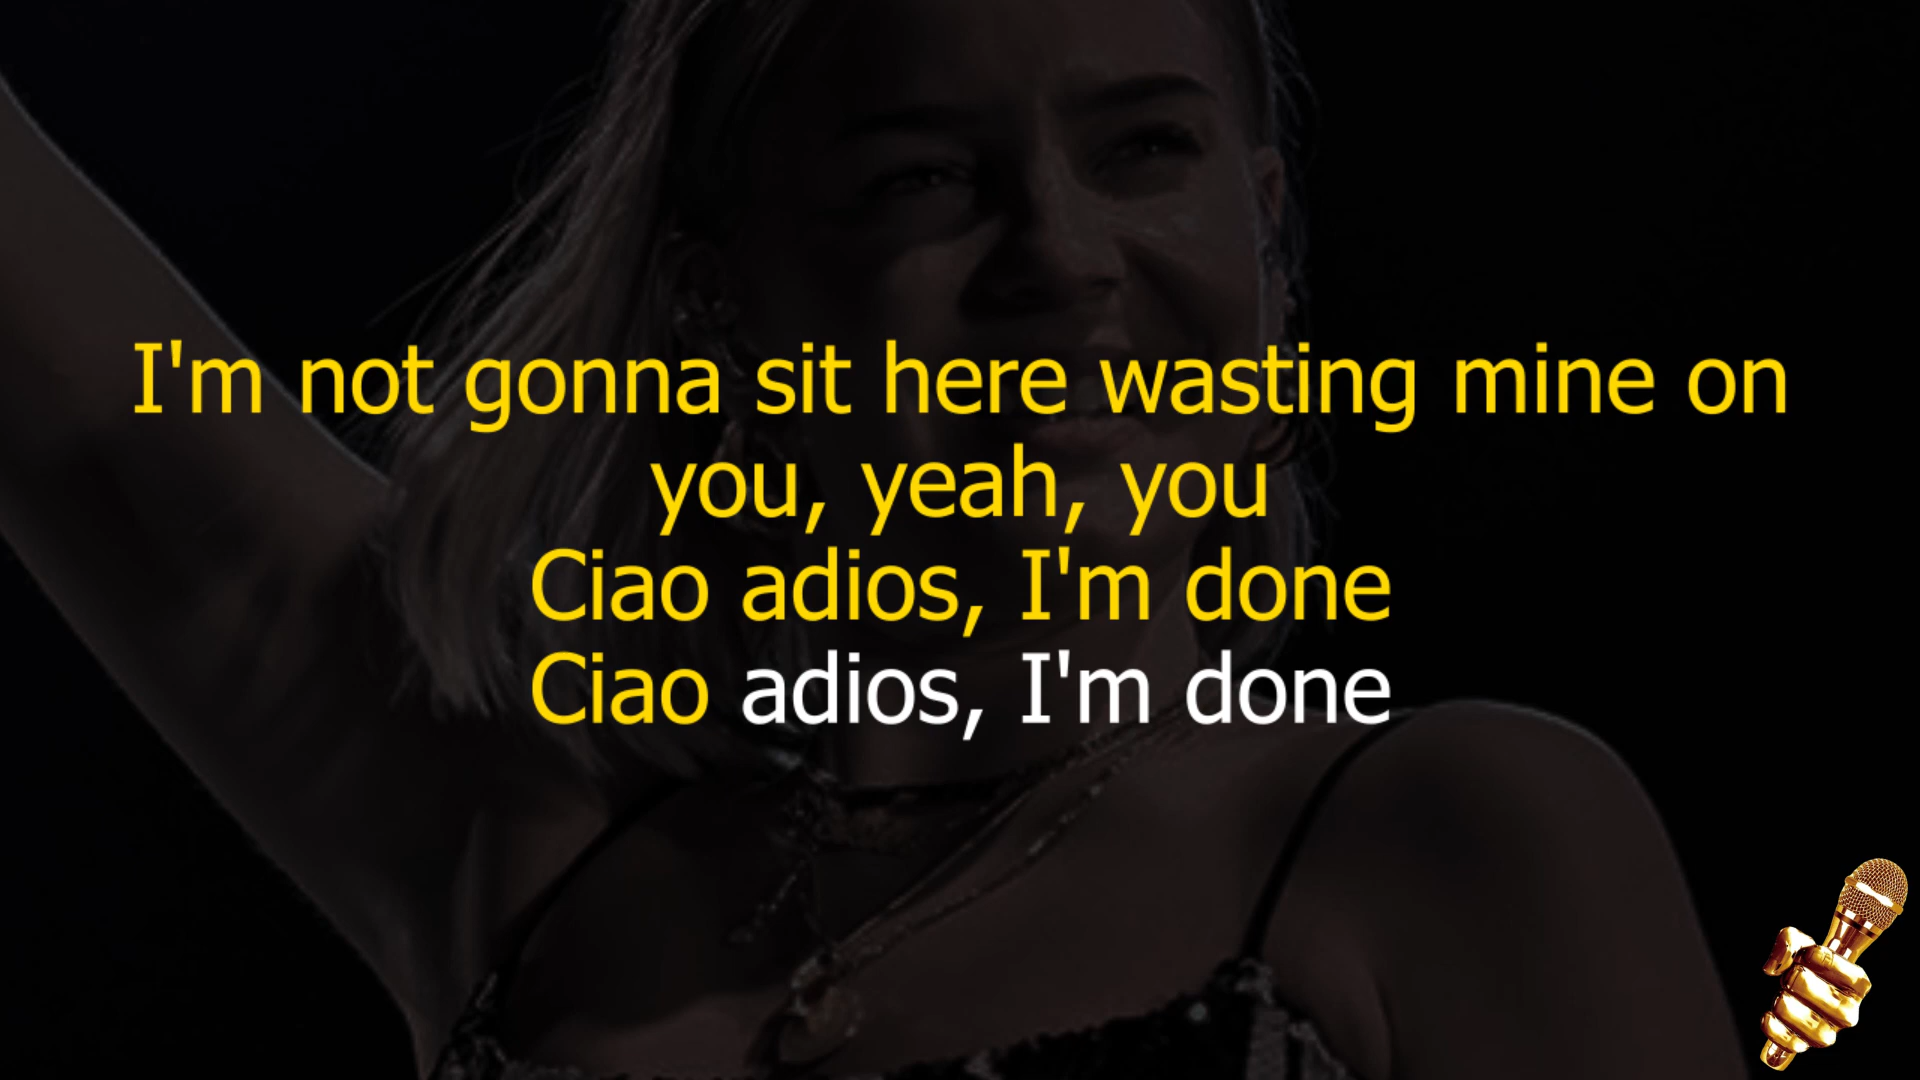 I'm not gonna sit here wasting mine on
you, yeah, you
Ciao adios, I'm done
Ciao adios, I'm done